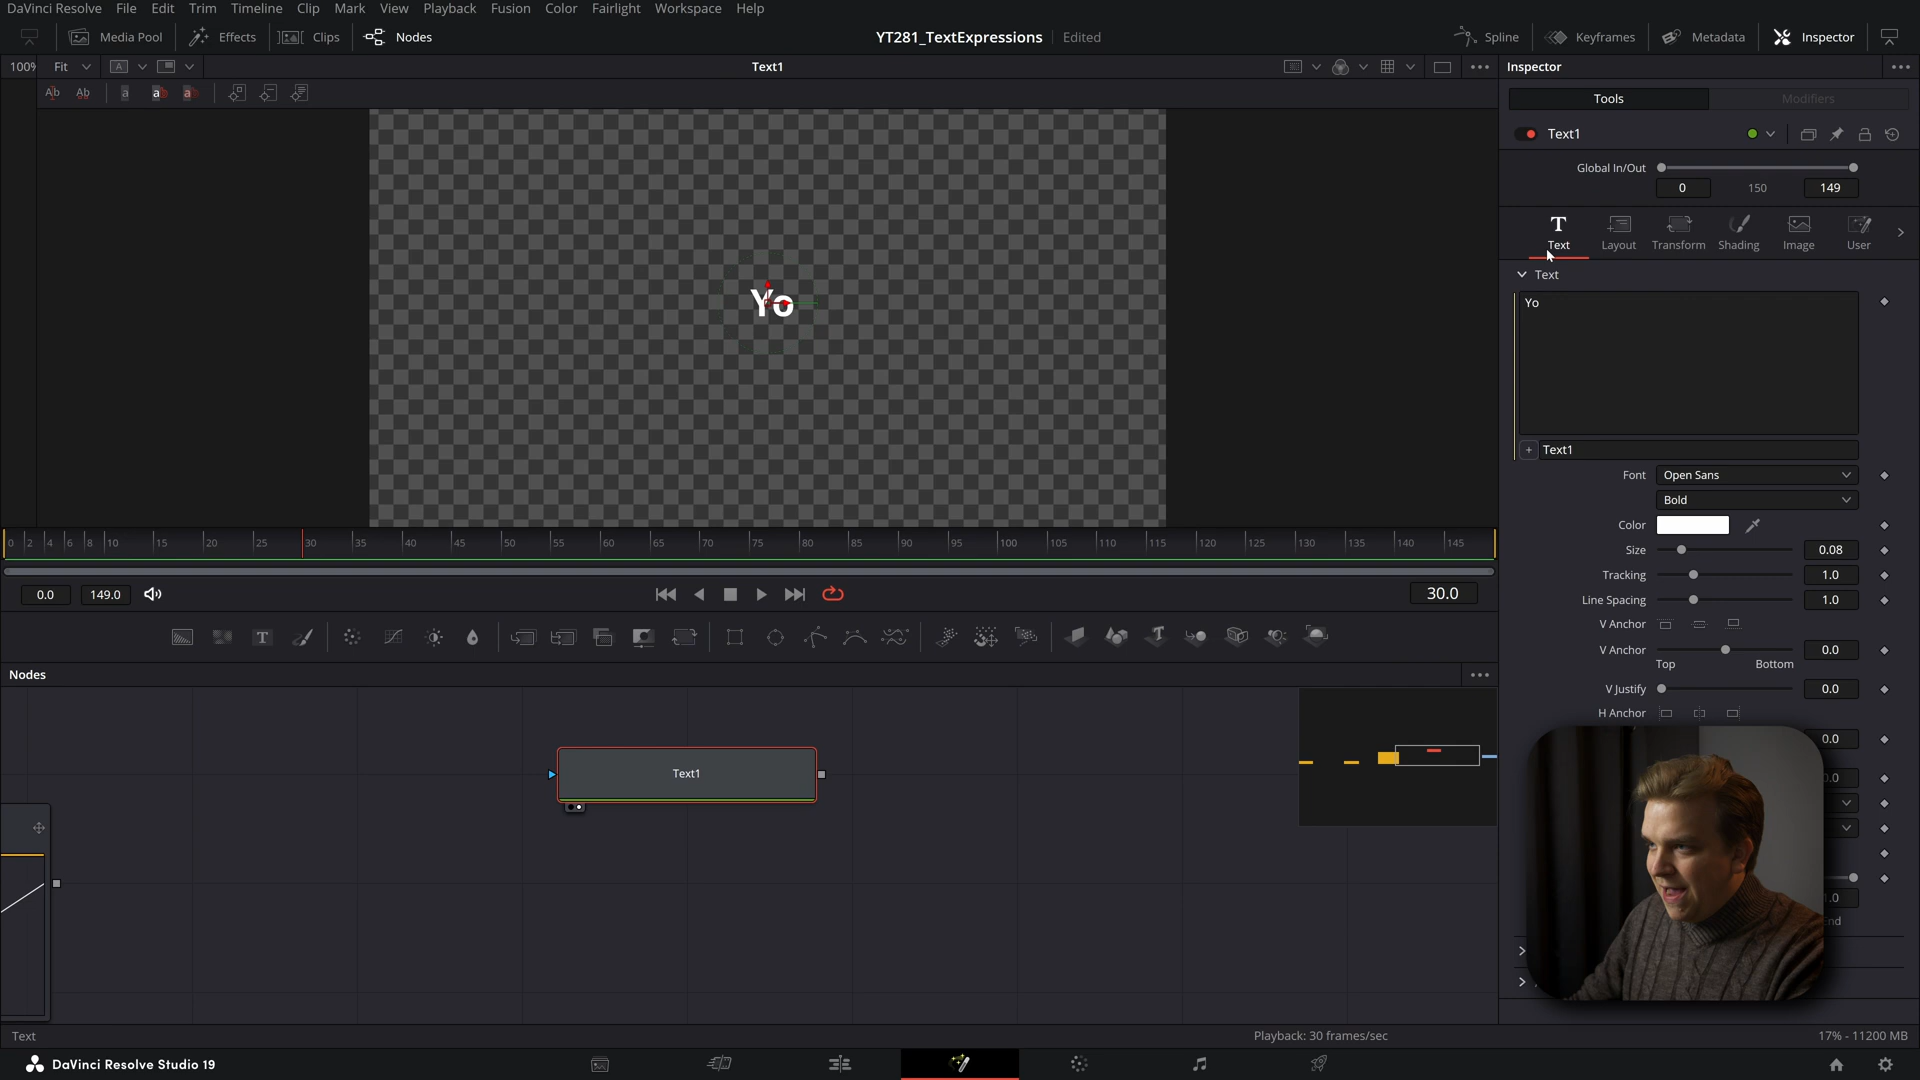 DaVinci Resolve File Edit Trim Timeline Clip Mark View Playback Fusion Color Fairlight Workspace Help
Media Pool Effects Clips Nodes YT281_TextExpressions Edited Spline Keyframes Metadata Inspector
100% Fit A Text1 Inspector
Ab Ab a a a
Tools Modifiers
Text1
Global In/Out
0 150 149
T
Text Layout Transform Shading Image User
Text
Yo
Yo
Text1
Font Open Sans
Bold
Color
Size 0.08
Tracking 1.0
Line Spacing 1.0
V Anchor
V Anchor 0.0
Top Bottom
V Justify 0.0
H Anchor
0.0
0 2 4 6 8 10 15 20 25 30 35 40 45 50 55 60 65 70 75 80 85 90 95 100 105 110 115 120 125 130 135 140 145
0.0 149.0 30.0
T T
Nodes
Text1
Text Playback: 30 frames/sec 17% - 11200 MB
DaVinci Resolve Studio 19